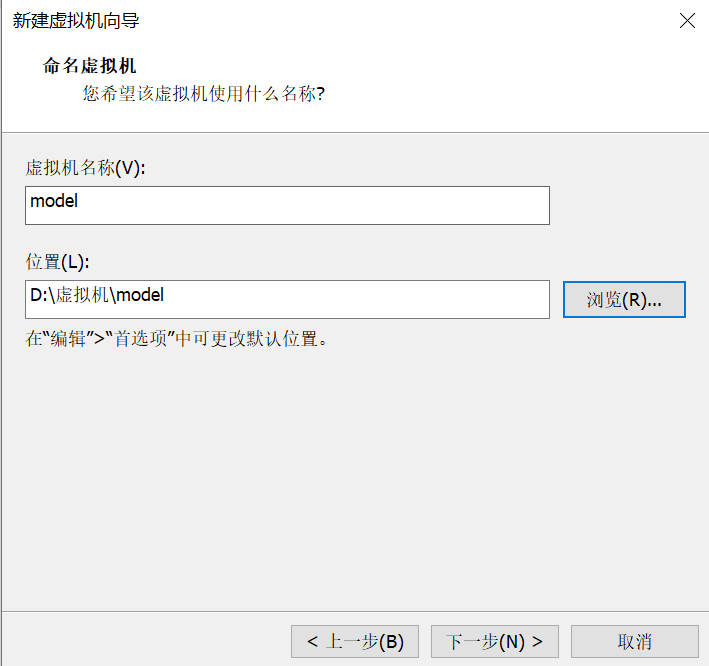 新建虚拟机向导
命名虚拟机
您希望该虚拟机使用什么名称?
虚拟机名称(V):
model
位置(L):
D:\虚拟机\model
浏览(R)...
在“编辑”>“首选项”中可更改默认位置。
< 上一步(B)
下一步(N) >
取消